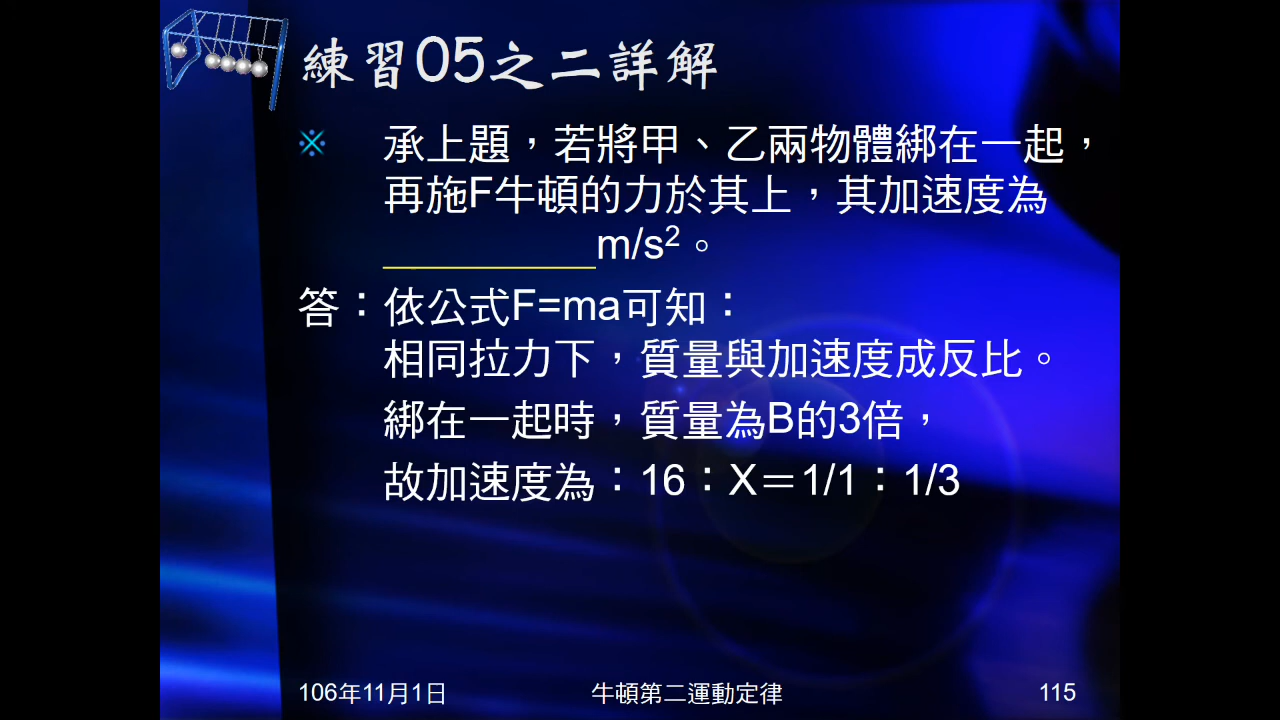 練習05之二詳解
※ 承上題，若將甲、乙兩物體綁在一起，
再施F牛頓的力於其上，其加速度為
__________m/s²。
答：依公式F=ma可知：
相同拉力下，質量與加速度成反比。
綁在一起時，質量為B的3倍，
故加速度為：16：X＝1/1：1/3
106年11月1日 牛頓第二運動定律 115